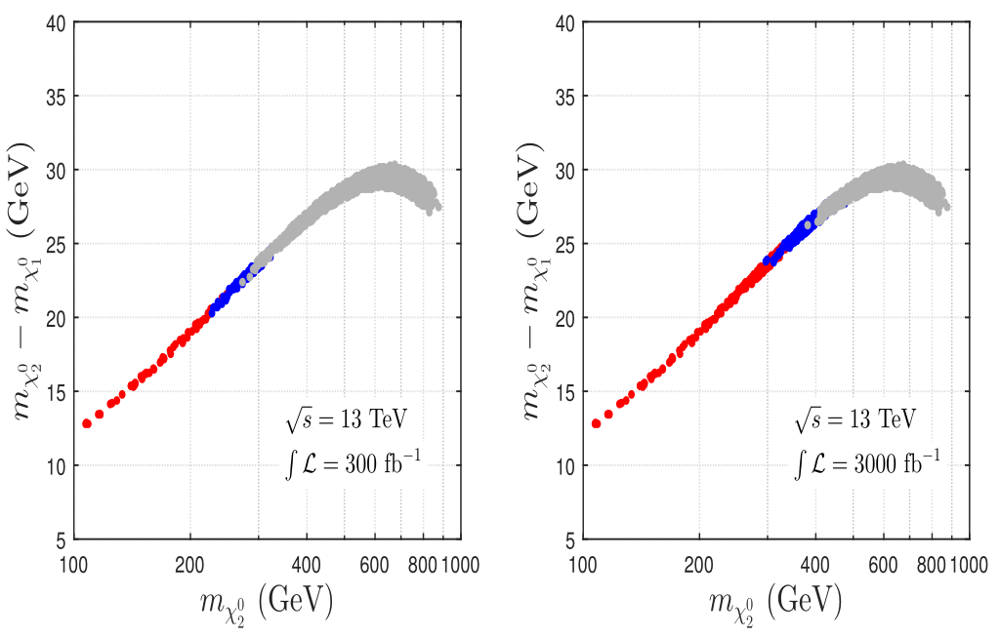 40
35
30
25
20
15
10
5
100 200 400 600 800 1000
m_{χ_2^0} − m_{χ_1^0} (GeV)
m_{χ_2^0} (GeV)
√s = 13 TeV
∫ ℒ = 300 fb⁻¹
40
35
30
25
20
15
10
5
100 200 400 600 800 1000
m_{χ_2^0} − m_{χ_1^0} (GeV)
m_{χ_2^0} (GeV)
√s = 13 TeV
∫ ℒ = 3000 fb⁻¹